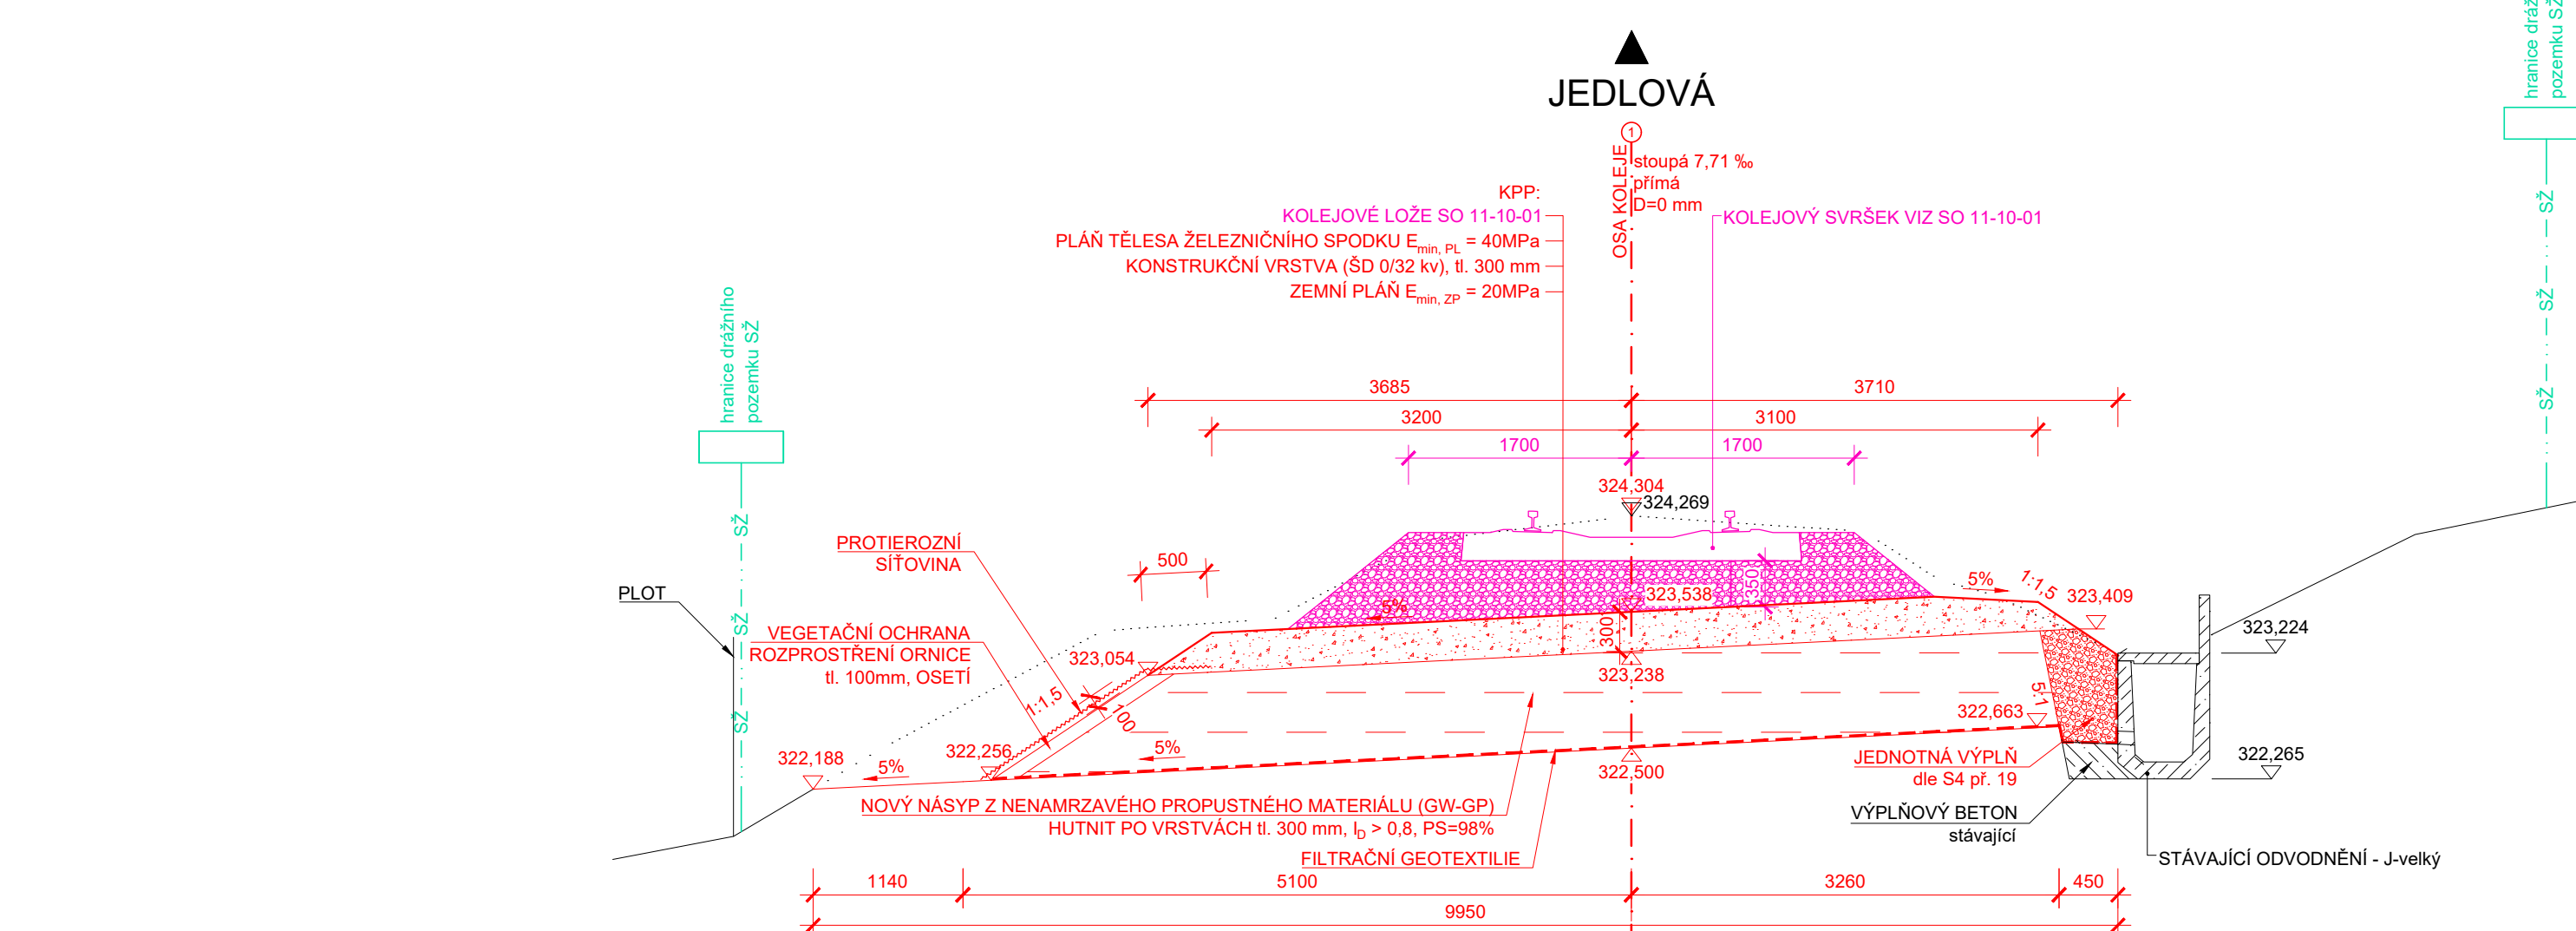 hranice drážního
pozemku SŽ
JEDLOVÁ
1
OSA KOLEJE
stoupá 7,71 ‰
přímá
D=0 mm
KPP:
KOLEJOVÉ LOŽE SO 11-10-01
PLÁŇ TĚLESA ŽELEZNIČNÍHO SPODKU Emin, PL = 40MPa
KONSTRUKČNÍ VRSTVA (ŠD 0/32 kv), tl. 300 mm
ZEMNÍ PLÁŇ Emin, ZP = 20MPa
KOLEJOVÝ SVRŠEK VIZ SO 11-10-01
SŽ
SŽ
SŽ
hranice drá
pozemku SŽ
3685
3710
3200
3100
1700
1700
324,304
324,269
SŽ
SŽ
SŽ
PROTIEROZNÍ
SÍŤOVINA
500
PLOT
VEGETAČNÍ OCHRANA
ROZPROSTŘENÍ ORNICE
tl. 100mm, OSETÍ
323,054
1:1,5
100
5%
323,538
350
300
323,238
5%
1:1,5
323,409
323,224
5:1
322,663
322,265
322,188
5%
322,256
5%
322,500
JEDNOTNÁ VÝPLŇ
dle S4 př. 19
NOVÝ NÁSYP Z NENAMRZAVÉHO PROPUSTNÉHO MATERIÁLU (GW-GP)
HUTNIT PO VRSTVÁCH tl. 300 mm, ID > 0,8, PS=98%
VÝPLŇOVÝ BETON
stávající
FILTRAČNÍ GEOTEXTILIE
STÁVAJÍCÍ ODVODNĚNÍ - J-velký
1140
5100
3260
450
9950